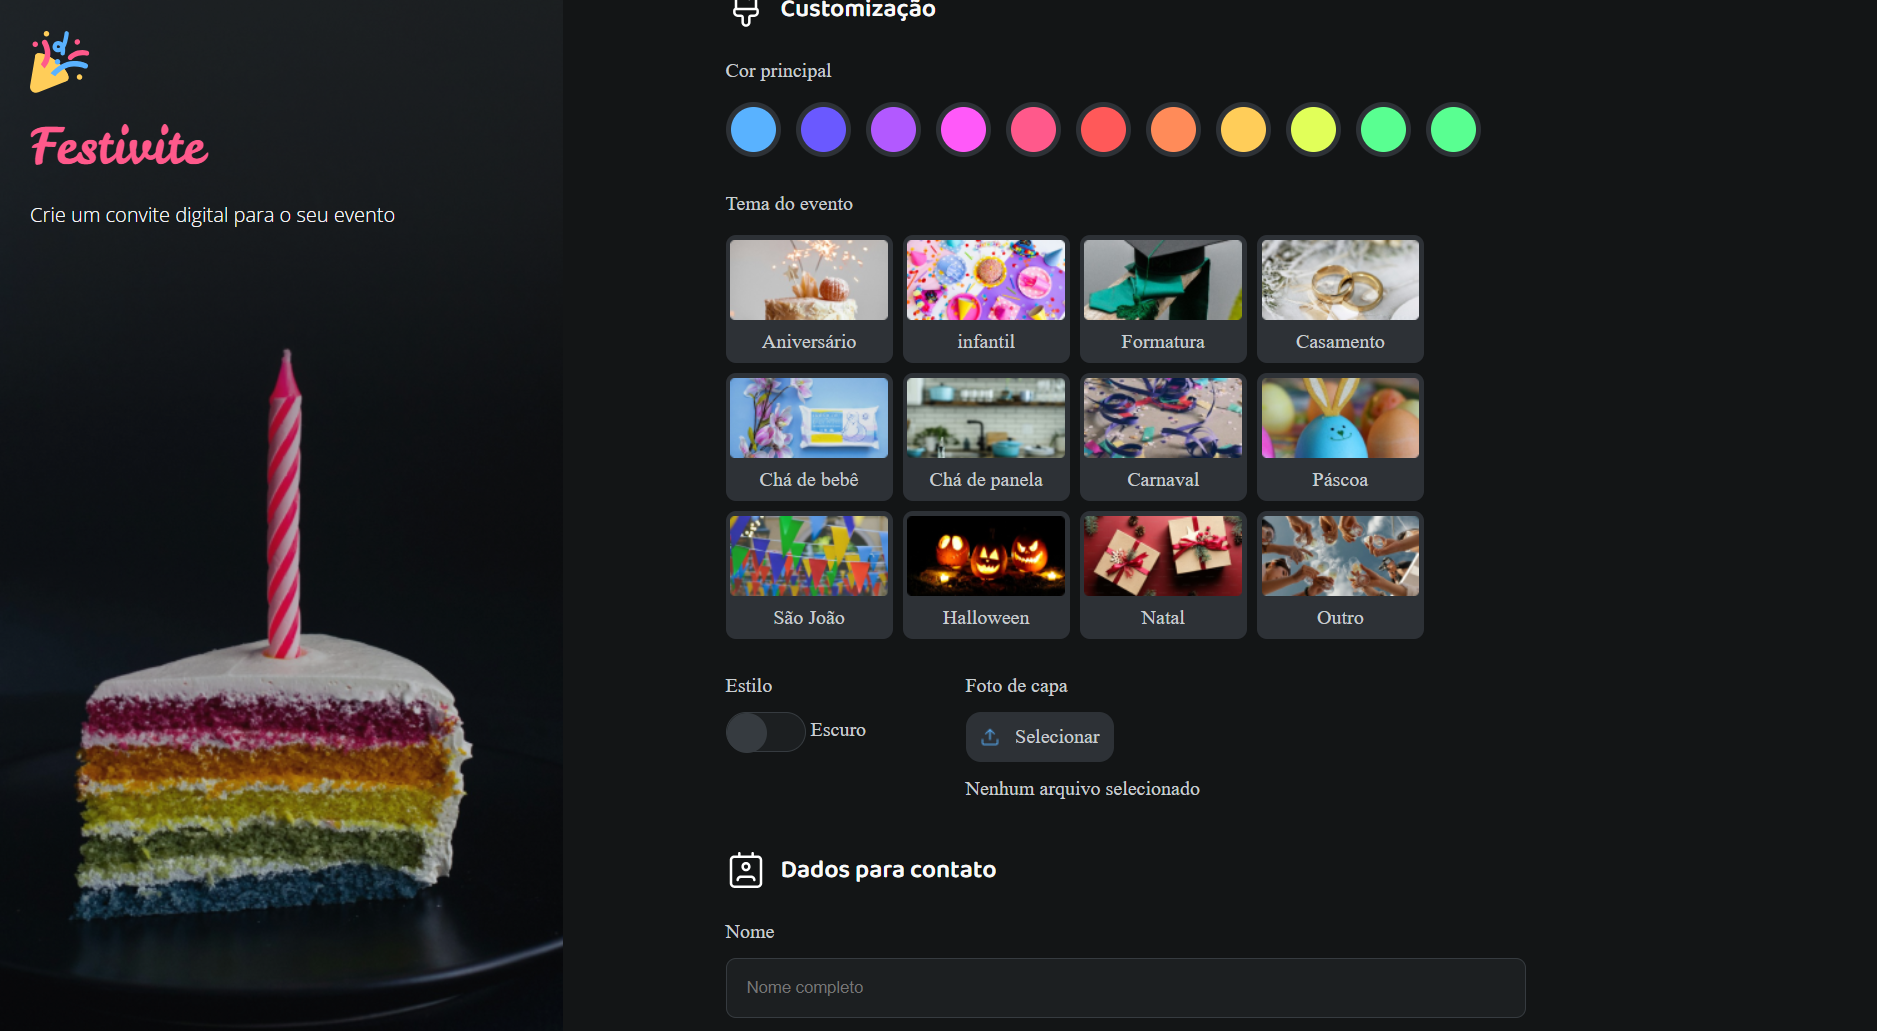 Festivite
Crie um convite digital para o seu evento
Customização
Cor principal
Tema do evento
Aniversário
infantil
Formatura
Casamento
Chá de bebê
Chá de panela
Carnaval
Páscoa
São João
Halloween
Natal
Outro
Estilo
Escuro
Foto de capa
Selecionar
Nenhum arquivo selecionado
Dados para contato
Nome
Nome completo